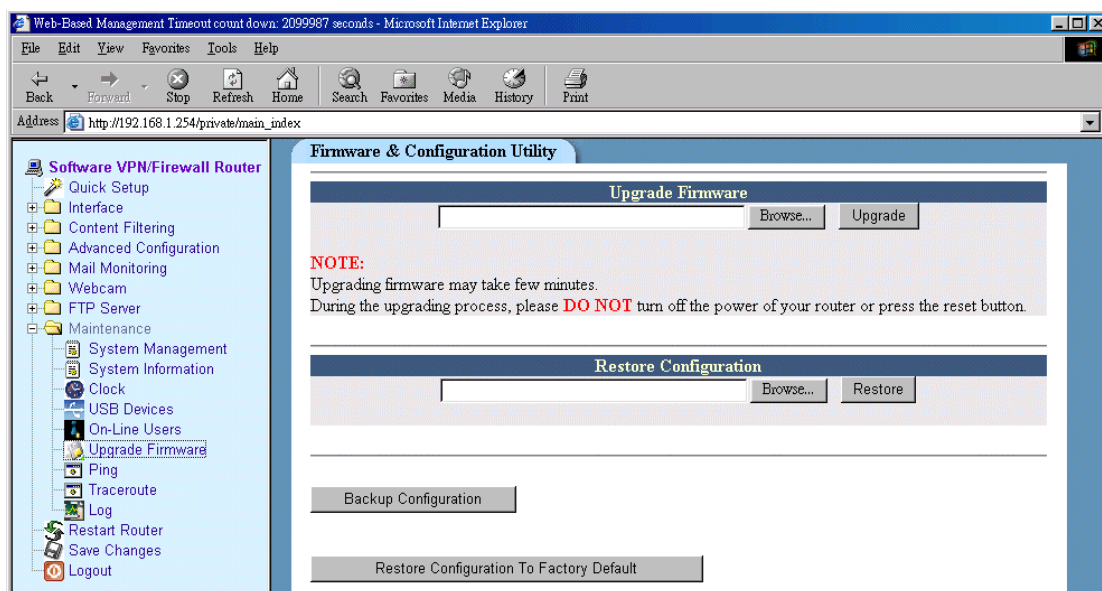 Web-Based Management Timeout count down: 2099987 seconds - Microsoft Internet Explorer
File Edit View Favorites Tools Help
Back Forward Stop Refresh Home Search Favorites Media History Print
Address http://192.168.1.254/private/main_index
Software VPN/Firewall Router
Quick Setup
Interface
Content Filtering
Advanced Configuration
Mail Monitoring
Webcam
FTP Server
Maintenance
System Management
System Information
Clock
USB Devices
On-Line Users
Upgrade Firmware
Ping
Traceroute
Log
Restart Router
Save Changes
Logout
Firmware & Configuration Utility
Upgrade Firmware
Browse... Upgrade
NOTE:
Upgrading firmware may take few minutes.
During the upgrading process, please DO NOT turn off the power of your router or press the reset button.
Restore Configuration
Browse... Restore
Backup Configuration
Restore Configuration To Factory Default